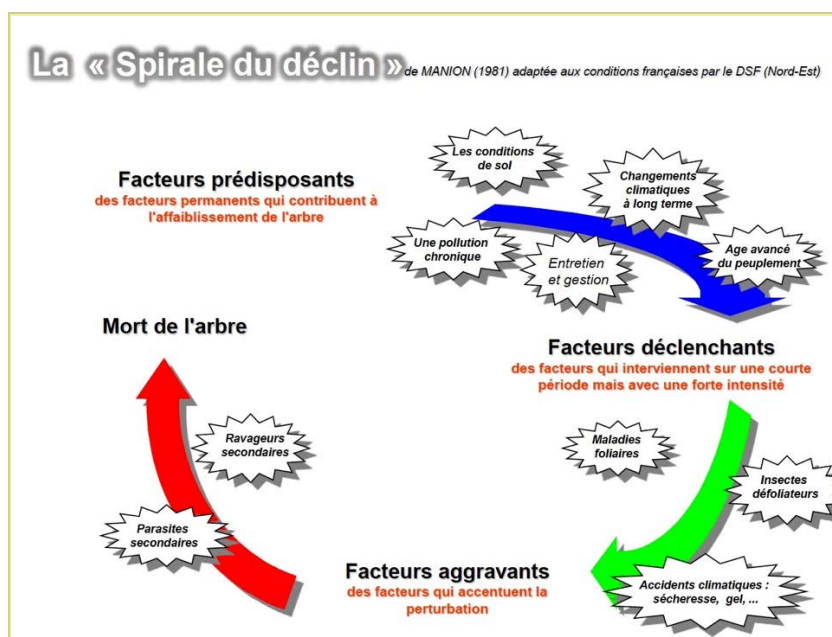 La « Spirale du déclin » de MANION (1981) adaptée aux conditions françaises par le DSF (Nord-Est)
Facteurs prédisposants
des facteurs permanents qui contribuent à
l'affaiblissement de l'arbre
Les conditions
de sol
Changements
climatiques
à long terme
Une pollution
chronique
Entretien
et gestion
Age avancé
du peuplement
Facteurs déclenchants
des facteurs qui interviennent sur une courte
période mais avec une forte intensité
Maladies
foliaires
Insectes
défoliateurs
Accidents climatiques :
sécheresse, gel, ...
Facteurs aggravants
des facteurs qui accentuent la
perturbation
Parasites
secondaires
Ravageurs
secondaires
Mort de l'arbre